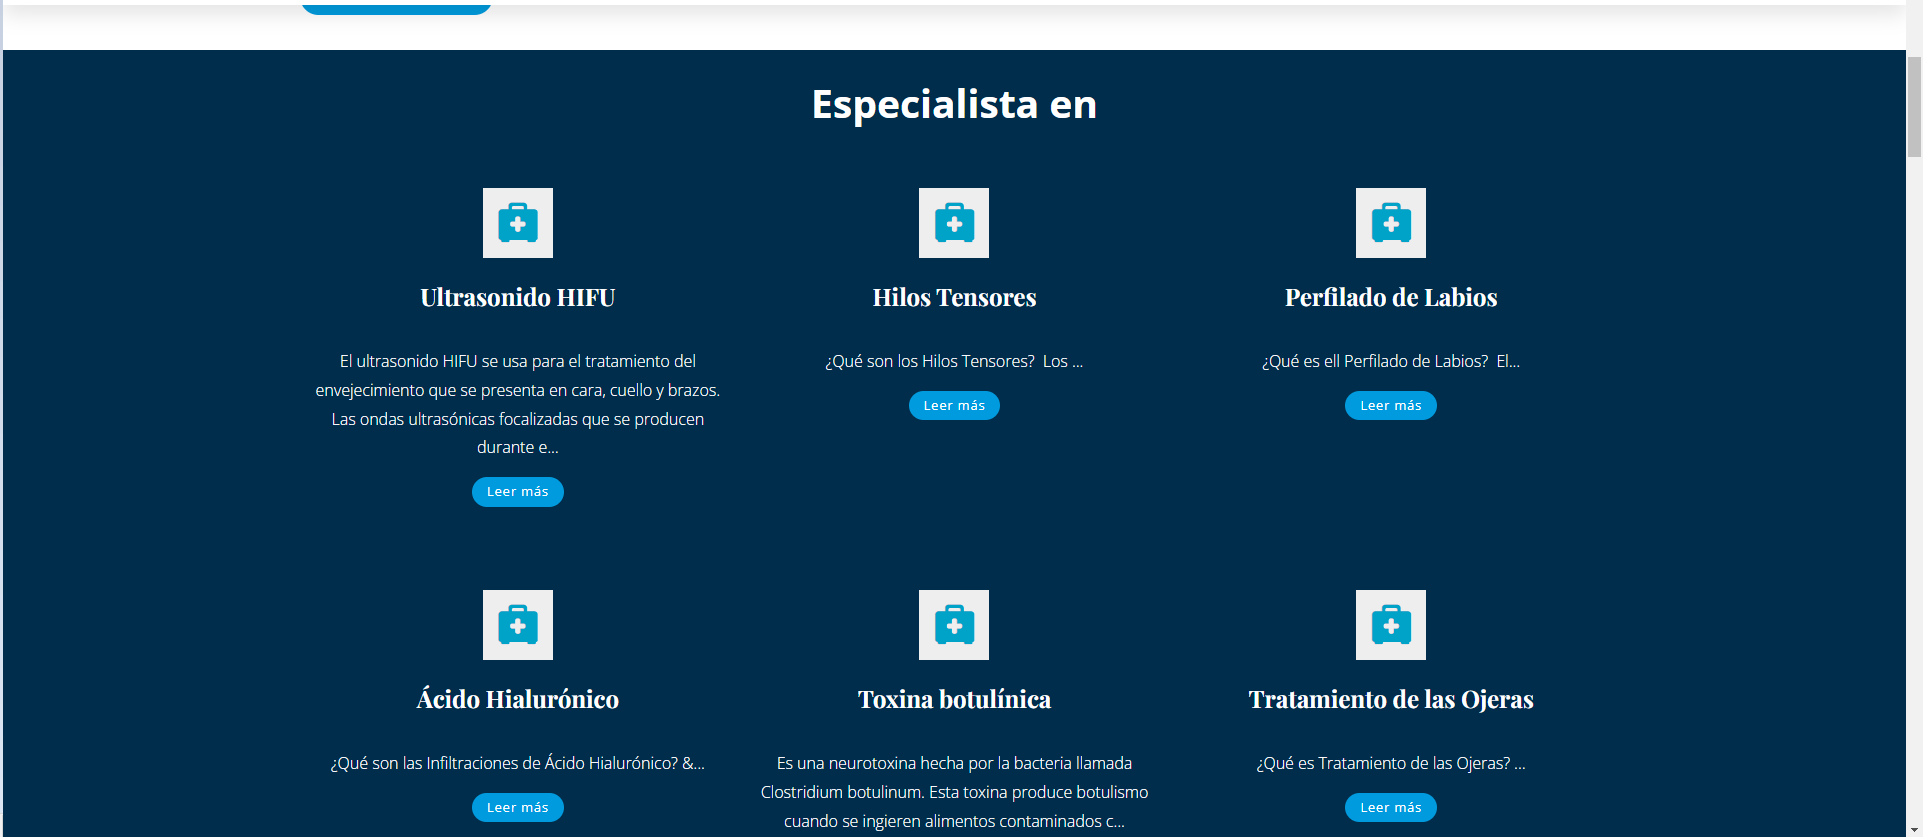 Especialista en
Ultrasonido HIFU
El ultrasonido HIFU se usa para el tratamiento del
envejecimiento que se presenta en cara, cuello y brazos.
Las ondas ultrasónicas focalizadas que se producen
durante e...
Leer más
Hilos Tensores
¿Qué son los Hilos Tensores?  Los ...
Leer más
Perfilado de Labios
¿Qué es ell Perfilado de Labios?  El...
Leer más
Ácido Hialurónico
¿Qué son las Infiltraciones de Ácido Hialurónico? &...
Leer más
Toxina botulínica
Es una neurotoxina hecha por la bacteria llamada
Clostridium botulinum. Esta toxina produce botulismo
cuando se ingieren alimentos contaminados c...
Tratamiento de las Ojeras
¿Qué es Tratamiento de las Ojeras? ...
Leer más